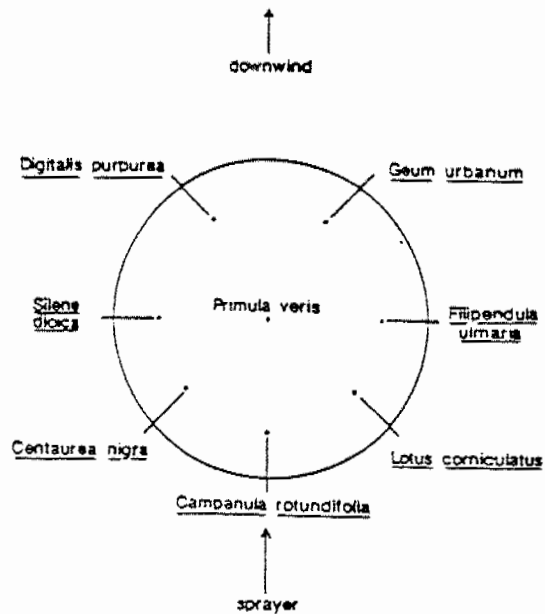 downwind
Digitalis purpurea
Geum urbanum
Silene
dioica
Primula veris
Filipendula
ulmaria
Centaurea nigra
Lotus corniculatus
Campanula rotundifolia
sprayer